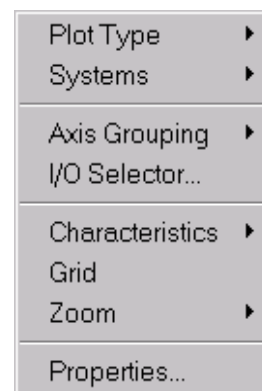 Plot Type
Systems
Axis Grouping
I/O Selector...
Characteristics
Grid
Zoom
Properties...